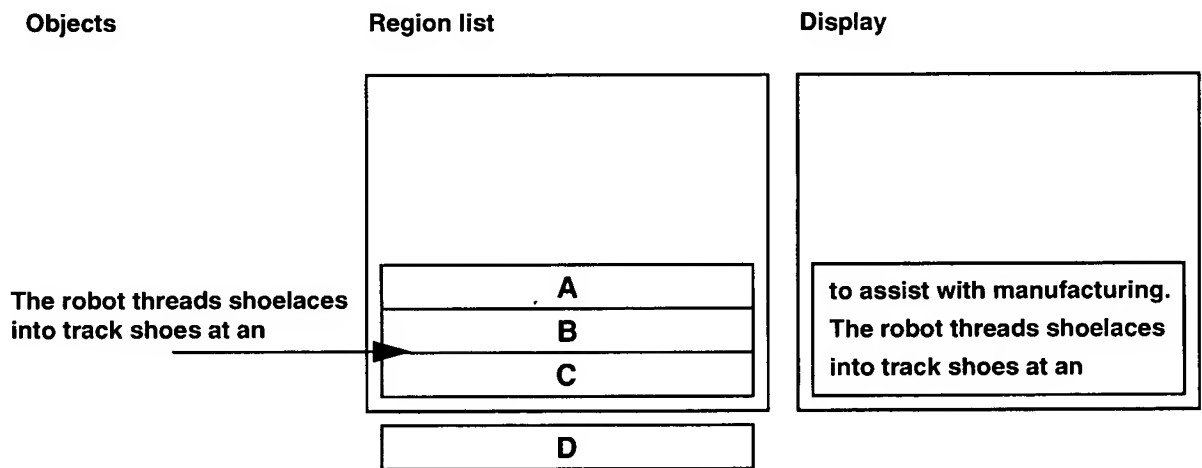 Objects
Region list
Display
The robot threads shoelaces
into track shoes at an
A
B
C
D
to assist with manufacturing.
The robot threads shoelaces
into track shoes at an